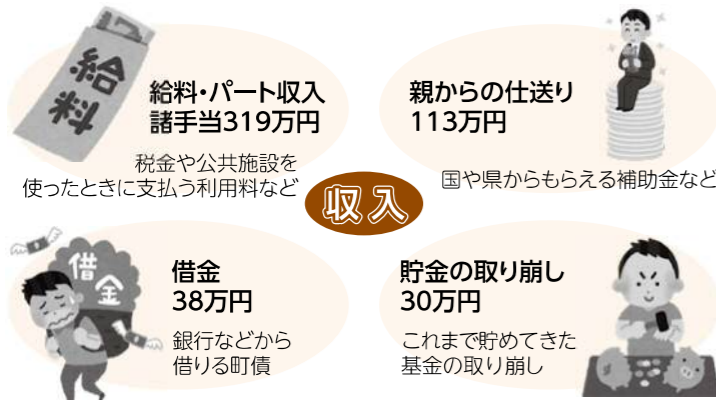 給料
給料・パート収入
諸手当319万円
税金や公共施設を
使ったときに支払う利用料など
親からの仕送り
113万円
国や県からもらえる補助金など
収入
借金
借金
38万円
銀行などから
借りる町債
貯金の取り崩し
30万円
これまで貯めてきた
基金の取り崩し